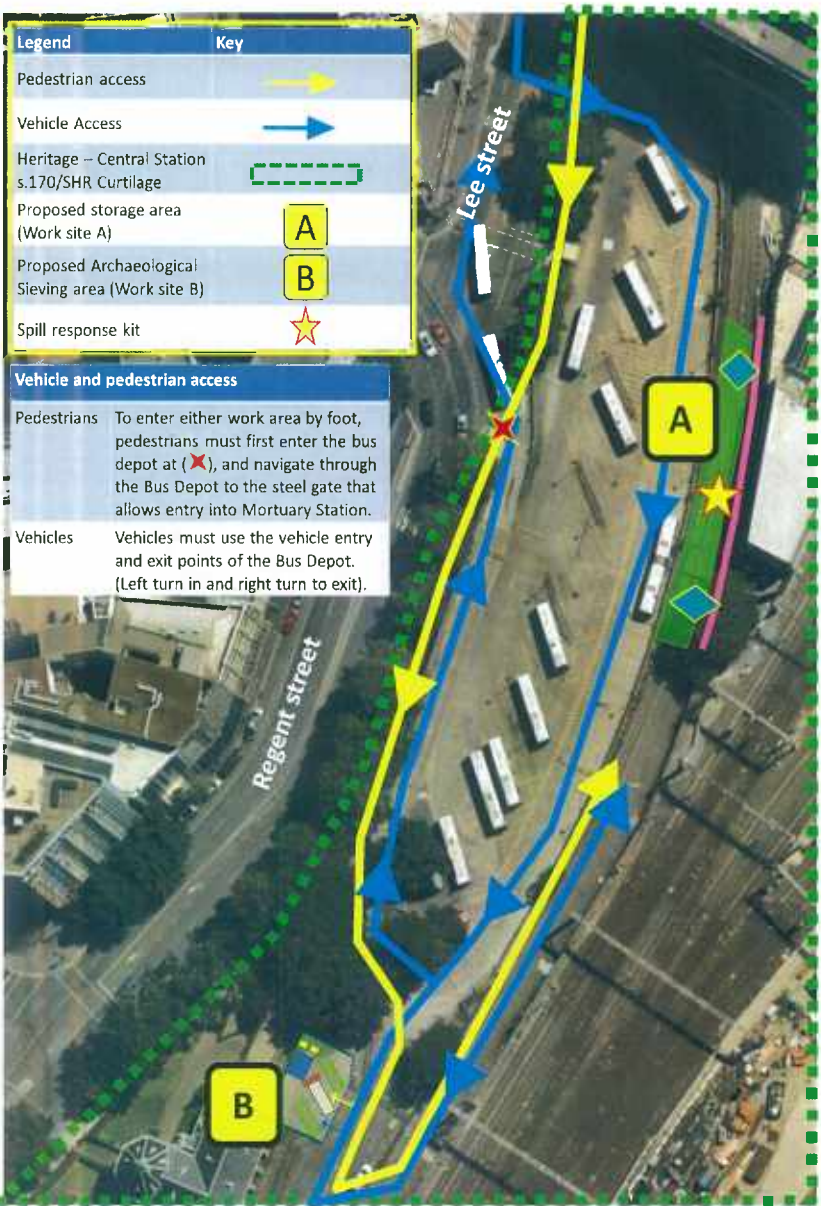 Legend Key
Pedestrian access
Vehicle Access
Heritage – Central Station
s.170/SHR Curtilage
Proposed storage area
(Work site A)
A
Proposed Archaeological
Sieving area (Work site B)
B
Spill response kit
Vehicle and pedestrian access
Pedestrians To enter either work area by foot,
pedestrians must first enter the bus
depot at ( ), and navigate through
the Bus Depot to the steel gate that
allows entry into Mortuary Station.
Vehicles Vehicles must use the vehicle entry
and exit points of the Bus Depot.
(Left turn in and right turn to exit).
Lee street
A
Regent street
B